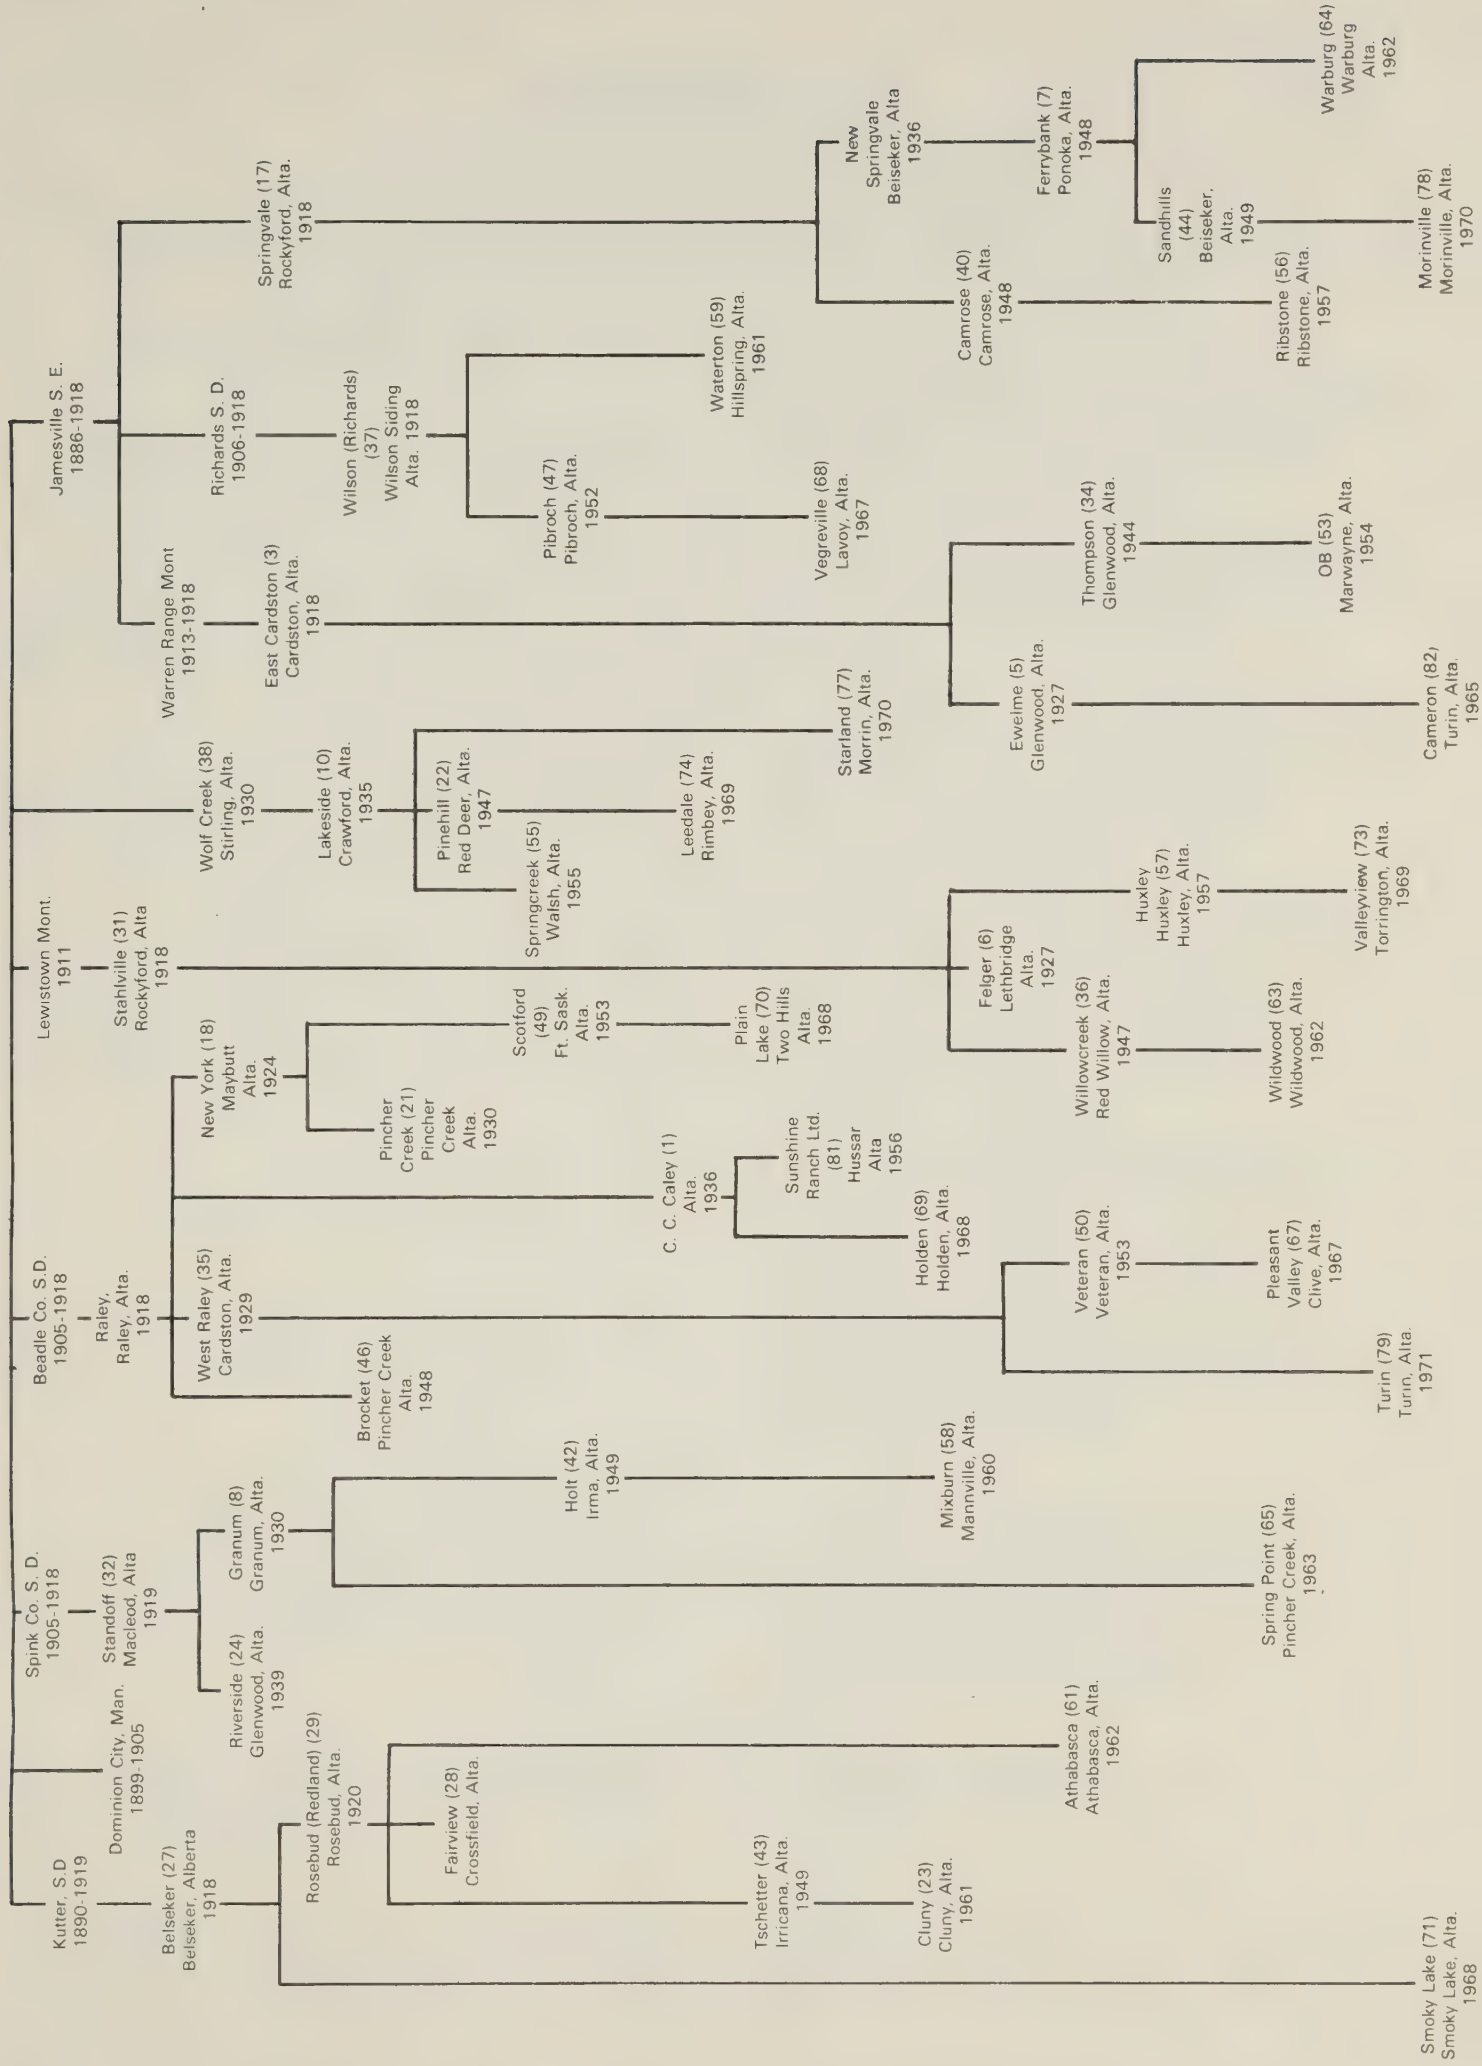 Kutter, S.D
1890-1919
Belseker (27)
Belseker, Alberta
1918
Smoky Lake (71)
Smoky Lake, Alta.
1968
Rosebud (Redland) (29)
Rosebud, Alta.
1920
Tschetter (43)
Irricana, Alta.
1949
Cluny (23)
Cluny, Alta.
1961
Fairview (28)
Crossfield, Alta.
Athabasca (61)
Athabasca, Alta.
1962
Dominion City, Man.
1899-1905
Spink Co. S. D.
1905-1918
Standoff (32)
Macleod, Alta
1919
Riverside (24)
Glenwood, Alta.
1939
Granum (8)
Granum, Alta.
1930
Spring Point (65)
Pincher Creek, Alta.
1963
Holt (42)
Irma, Alta.
1949
Mixburn (58)
Mannville, Alta.
1960
Beadle Co. S.D.
1905-1918
Raley,
Raley, Alta.
1918
Brocket (46)
Pincher Creek
Alta.
1948
West Raley (35)
Cardston, Alta.
1929
Turin (79)
Turin, Alta.
1971
Veteran (50)
Veteran, Alta.
1953
Pleasant
Valley (67)
Clive, Alta.
1967
C. C. Caley (1)
Alta.
1936
Holden (69)
Holden, Alta.
1968
Sunshine
Ranch Ltd.
(81)
Hussar
Alta
1956
New York (18)
Maybutt
Alta.
1924
Pincher
Creek (21)
Pincher
Creek
Alta.
1930
Scotford
(49)
Ft. Sask.
Alta.
1953
Plain
Lake (70)
Two Hills
Alta.
1968
Lewistown Mont.
1911
Stahlville (31)
Rockyford, Alta
1918
Willowcreek (36)
Red Willow, Alta.
1947
Wildwood (63)
Wildwood, Alta.
1962
Felger (6)
Lethbridge
Alta.
1927
Huxley
Huxley (57)
Huxley, Alta.
1957
Valleyview (73)
Torrington, Alta.
1969
Wolf Creek (38)
Stirling, Alta.
1930
Lakeside (10)
Crawford, Alta.
1935
Springcreek (55)
Walsh, Alta.
1955
Pinehill (22)
Red Deer, Alta.
1947
Leedale (74)
Rimbey, Alta.
1969
Starland (77)
Morrin, Alta.
1970
Jamesville S. E.
1886-1918
Warren Range Mont
1913-1918
East Cardston (3)
Cardston, Alta.
1918
Ewelme (5)
Glenwood, Alta.
1927
Cameron (82)
Turin, Alta.
1965
Thompson (34)
Glenwood, Alta.
1944
OB (53)
Marwayne, Alta.
1954
Richards S. D.
1906-1918
Wilson (Richards)
(37)
Wilson Siding
Alta. 1918
Pibroch (47)
Pibroch, Alta.
1952
Vegreville (68)
Lavoy, Alta.
1967
Waterton (59)
Hillspring, Alta.
1961
Springvale (17)
Rockyford, Alta.
1918
Camrose (40)
Camrose, Alta.
1948
Ribstone (56)
Ribstone, Alta.
1957
New
Springvale
Beiseker, Alta
1936
Ferrybank (7)
Ponoka, Alta.
1948
Sandhills
(44)
Beiseker,
Alta.
1949
Morinville (78)
Morinville, Alta.
1970
Warburg (64)
Warburg
Alta.
1962